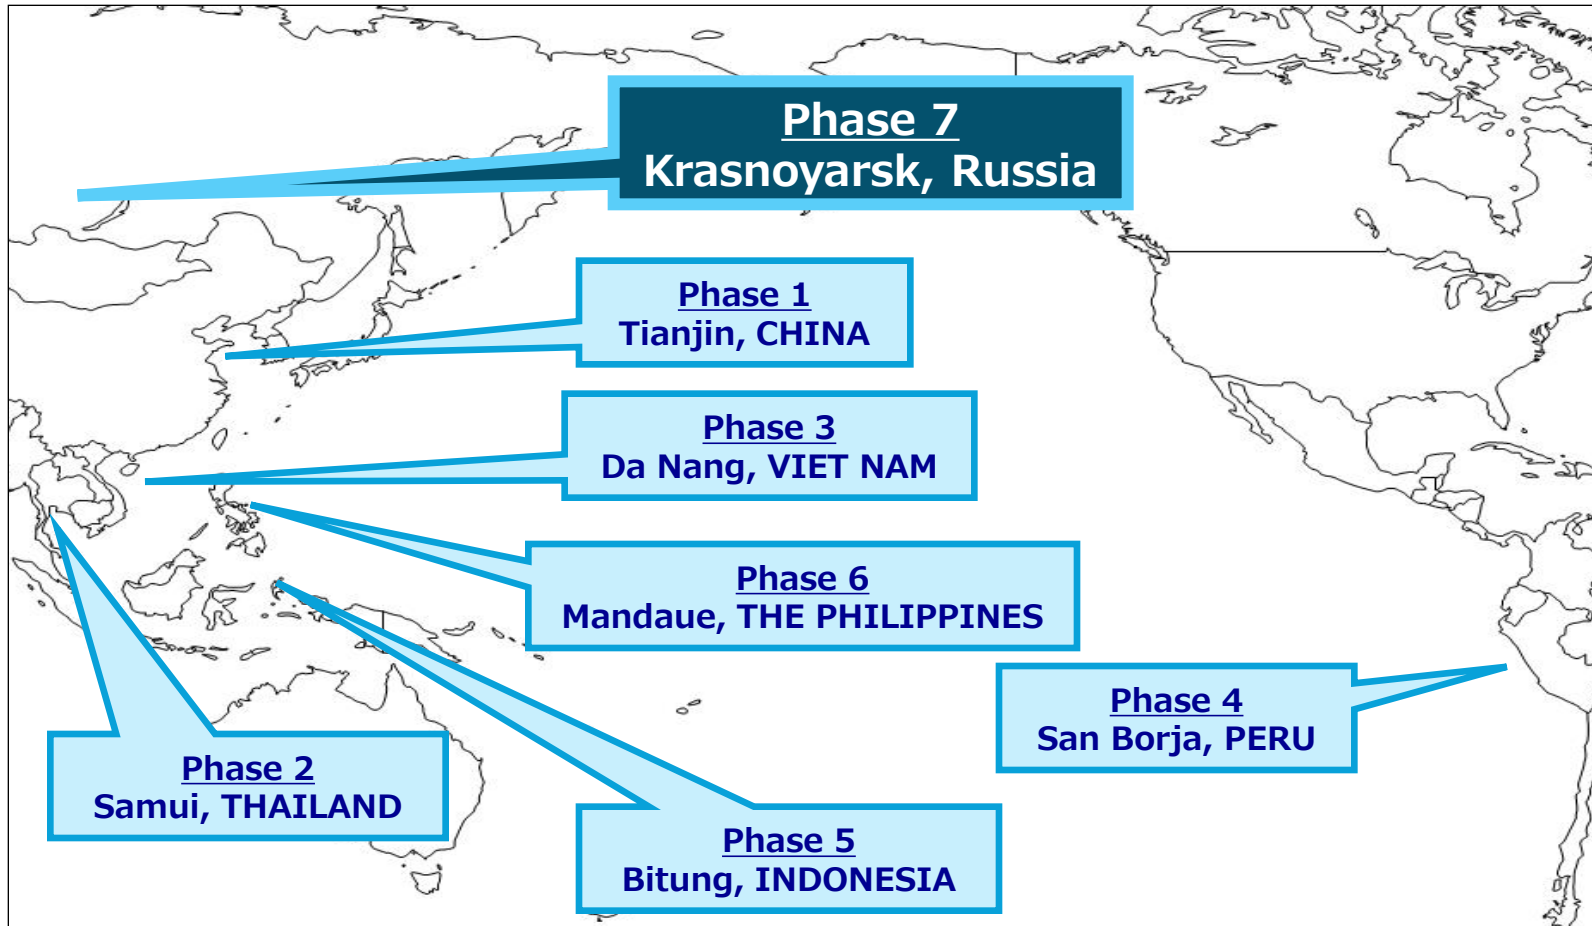 Phase 7
Krasnoyarsk, Russia
Phase 1
Tianjin, CHINA
Phase 3
Da Nang, VIET NAM
Phase 6
Mandaue, THE PHILIPPINES
Phase 4
San Borja, PERU
Phase 2
Samui, THAILAND
Phase 5
Bitung, INDONESIA